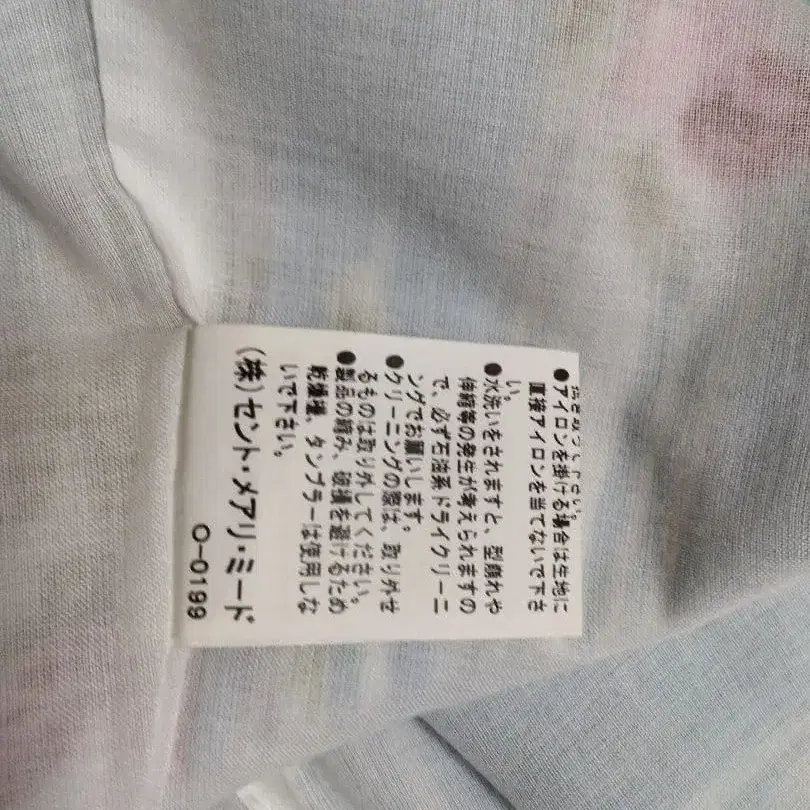 下さい。
●アイロンを掛ける場合は生地に
直接アイロンを当てないで下さ
い。
●水洗いをされますと、型崩れや
伸縮等の発生が考えられますの
で、必ず石油系ドライクリーニ
ングでお願いします。
●クリーニングの際は、取り外せ
るものは取り外してください。
●製品の縮み、破損を避けるため
乾燥機、タンブラーは使用しな
いで下さい。
(株)セント・メアリ・ミード
O-0199